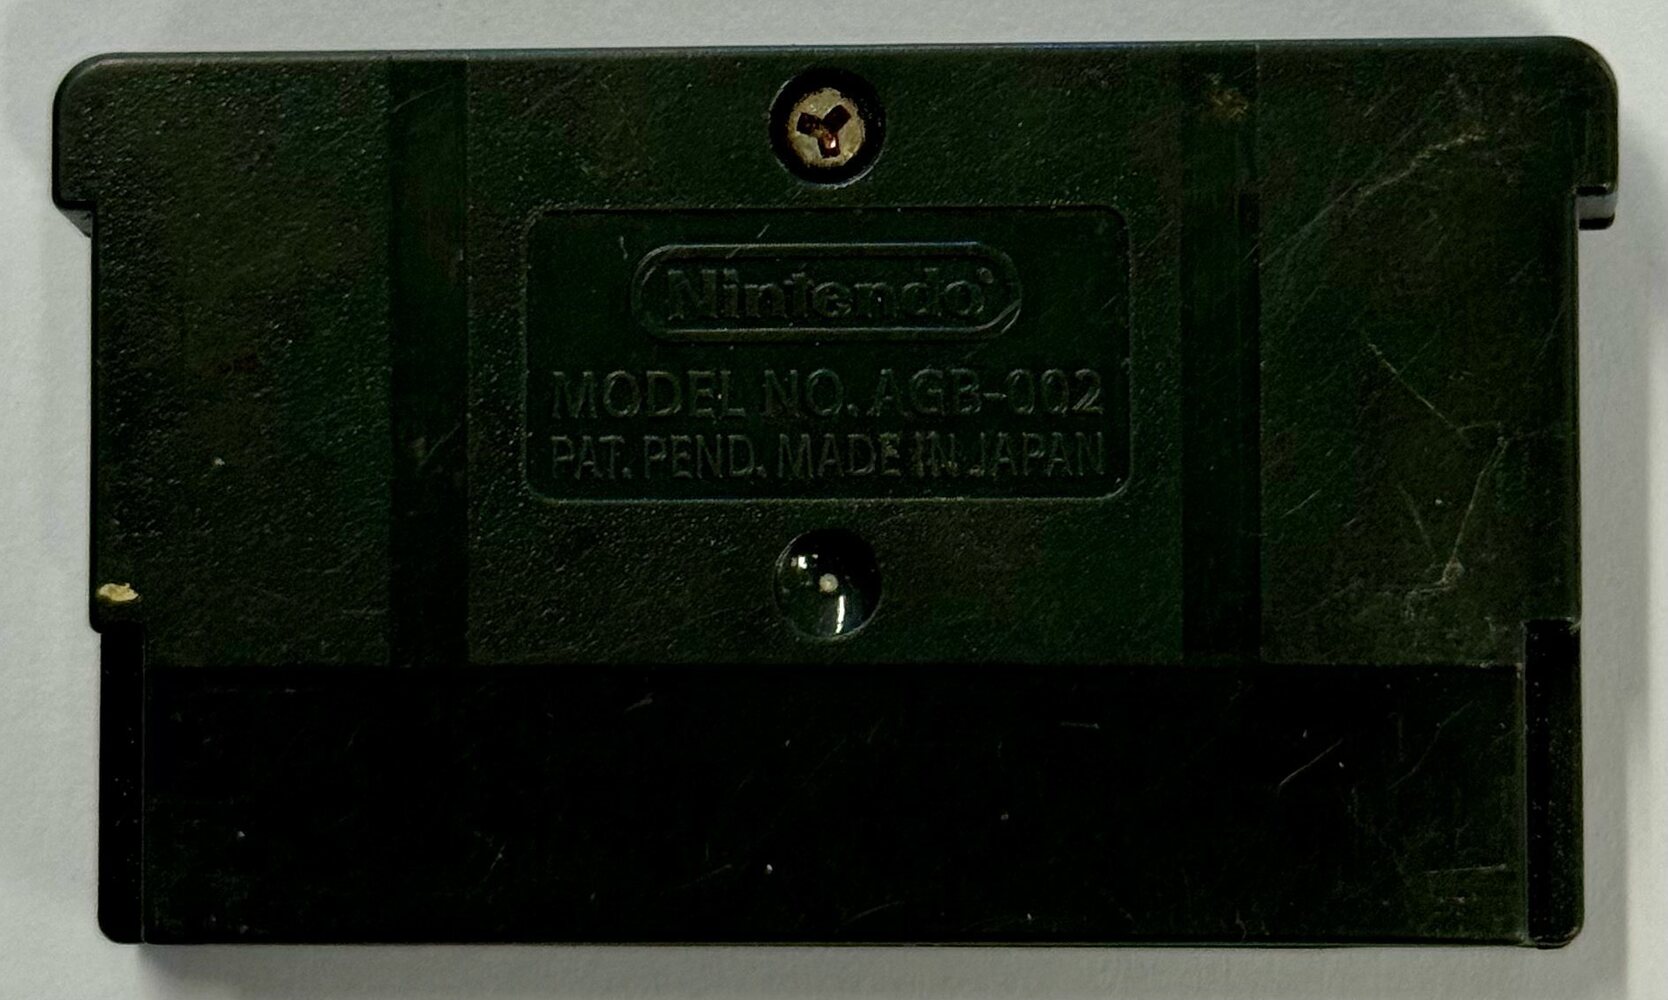 Nintendo®
MODEL NO. AGB-002
PAT. PEND. MADE IN JAPAN